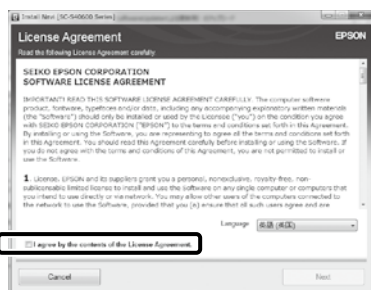 Install Navi [SC-S40600 Series]
License Agreement
EPSON
Read the following License Agreement carefully.
SEIKO EPSON CORPORATION
SOFTWARE LICENSE AGREEMENT
IMPORTANT! READ THIS SOFTWARE LICENSE AGREEMENT CAREFULLY. The computer software
product, fontware, typefaces and/or data, including any accompanying explanatory written materials
(the "Software") should only be installed or used by the Licensee ("you") on the condition you agree
with SEIKO EPSON CORPORATION ("EPSON") to the terms and conditions set forth in this Agreement.
By installing or using the Software, you are representing to agree all the terms and conditions set forth
in this Agreement. You should read this Agreement carefully before installing or using the Software. If
you do not agree with the terms and conditions of this Agreement, you are not permitted to install or
use the Software.
1. License. EPSON and its suppliers grant you a personal, nonexclusive, royalty-free, non-
sublicensable limited license to install and use the Software on any single computer or computers that
you intend to use directly or via network. You may allow other users of the computers connected to
the network to use the Software, provided that you (a) ensure that all such users agree and are
Language
英語 (米国)
I agree by the contents of the License Agreement.
Cancel
Next